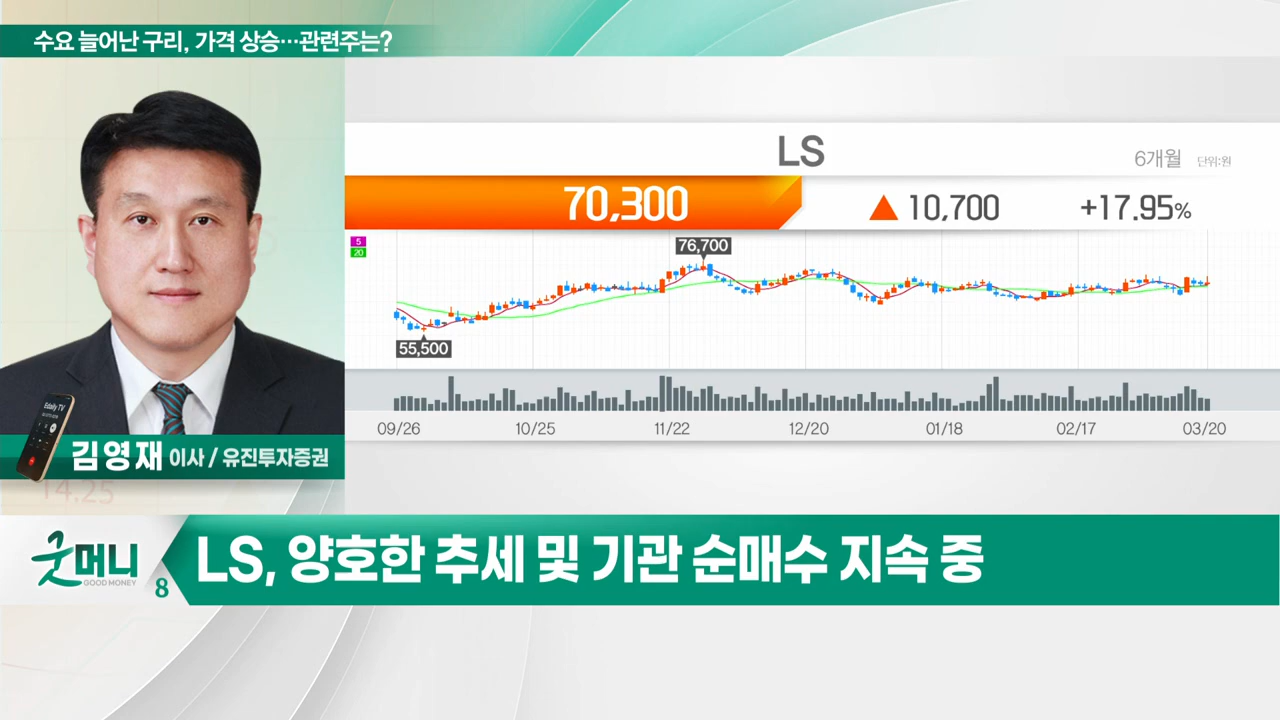 수요 늘어난 구리, 가격 상승…관련주는?
LS
6개월 단위:원
70,300
▲ 10,700 +17.95%
5
20
76,700
55,500
09/26 10/25 11/22 12/20 01/18 02/17 03/20
Edaily TV
김영재 이사 / 유진투자증권
14.25
굿머니
GOOD MONEY
8
LS, 양호한 추세 및 기관 순매수 지속 중